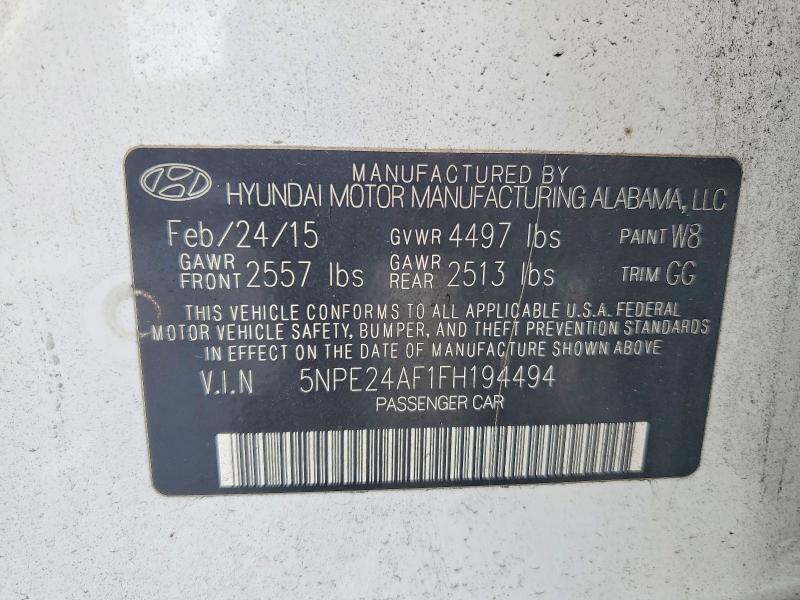 MANUFACTURED BY
HYUNDAI MOTOR MANUFACTURING ALABAMA, LLC
Feb/24/15 GVWR 4497 lbs PAINT W8
GAWR FRONT 2557 lbs GAWR REAR 2513 lbs TRIM GG
THIS VEHICLE CONFORMS TO ALL APPLICABLE U.S.A. FEDERAL
MOTOR VEHICLE SAFETY, BUMPER, AND THEFT PREVENTION STANDARDS
IN EFFECT ON THE DATE OF MANUFACTURE SHOWN ABOVE.
V.I.N 5NPE24AF1FH194494
PASSENGER CAR